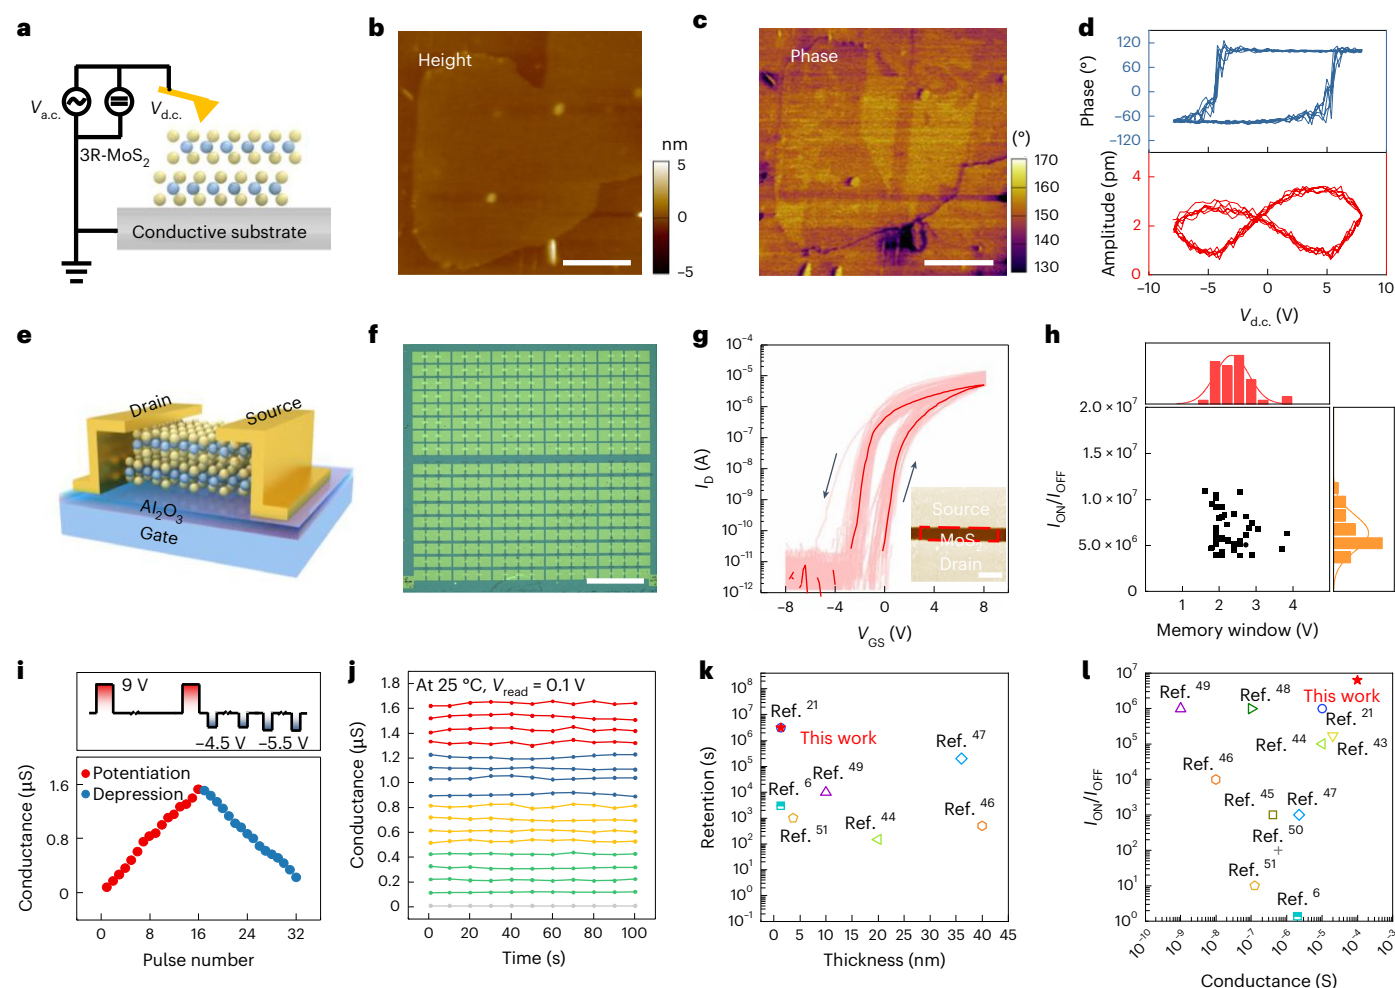 a
V a.c.
V d.c.
3R-MoS2
Conductive substrate
b
Height
nm
5
0
−5
c
Phase
(°)
170
160
150
140
130
d
Phase (°)
120
60
0
−60
−120
Amplitude (pm)
4
2
0
−10
−5
0
5
10
V d.c. (V)
e
Drain
Source
Al2O3
Gate
f
g
ID (A)
10−4
10−5
10−6
10−7
10−8
10−9
10−10
10−11
10−12
Source
MoS2
Drain
−8
−4
0
4
8
VGS (V)
h
ION/IOFF
2.0 × 10^7
1.0 × 10^7
5.0 × 10^6
0
1
2
3
4
Memory window (V)
i
9 V
−4.5 V
−5.5 V
Conductance (μS)
1.6
0.8
0
Potentiation
Depression
0
16
32
Pulse number
j
At 25 °C, Vread = 0.1 V
Conductance (μS)
1.8
1.6
1.4
1.2
1.0
0.8
0.6
0.4
0.2
0
0
20
40
60
80
100
Time (s)
k
Retention (s)
10^8
10^7
10^6
10^5
10^4
10^3
10^2
10^1
10^0
10−1
Ref. 21
This work
Ref. 47
Ref. 6
Ref. 49
Ref. 51
Ref. 44
Ref. 46
0
5
10
15
20
25
30
35
40
45
Thickness (nm)
l
ION/IOFF
10^7
10^6
10^5
10^4
10^3
10^2
10^1
10^0
Ref. 49
Ref. 48
This work
Ref. 21
Ref. 44
Ref. 43
Ref. 46
Ref. 45
Ref. 47
Ref. 50
Ref. 51
Ref. 6
10−10
10−9
10−8
10−7
10−6
10−5
10−4
10−3
Conductance (S)